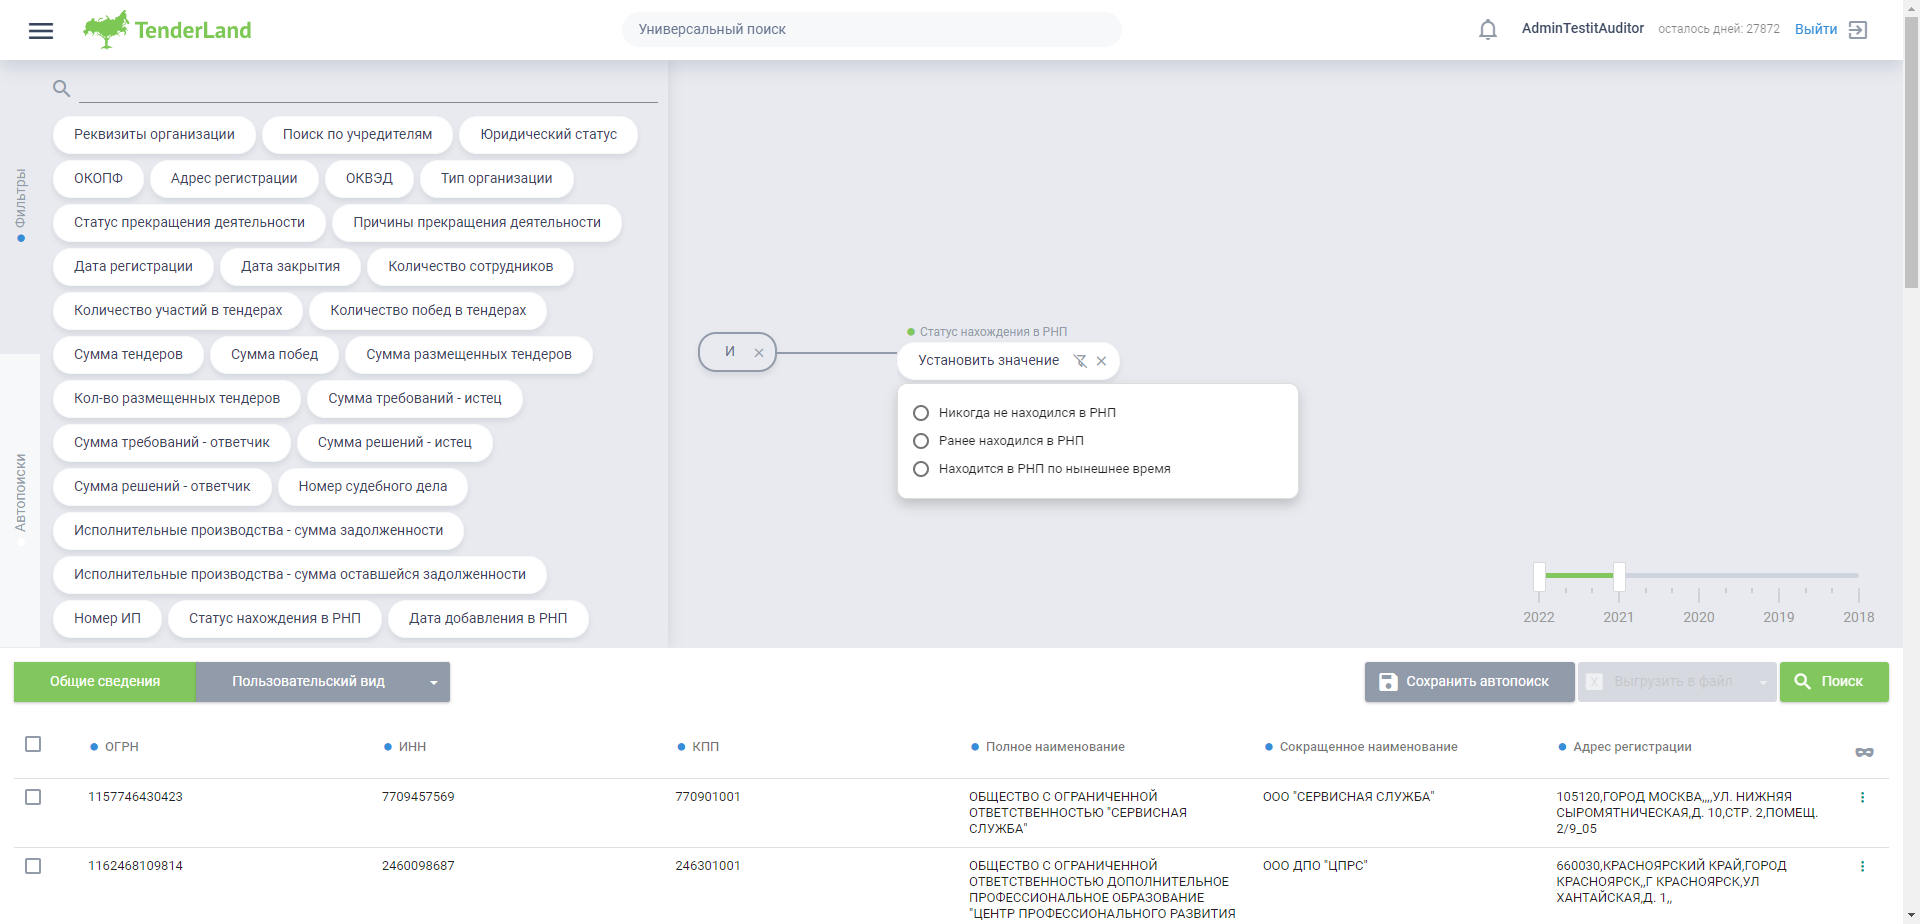 TenderLand
Универсальный поиск
AdminTestitAuditor
осталось дней: 27872
Выйти
Фильтры
Автопоиски
Реквизиты организации
Поиск по учредителям
Юридический статус
ОКОПФ
Адрес регистрации
ОКВЭД
Тип организации
Статус прекращения деятельности
Причины прекращения деятельности
Дата регистрации
Дата закрытия
Количество сотрудников
Количество участий в тендерах
Количество побед в тендерах
Сумма тендеров
Сумма побед
Сумма размещенных тендеров
Кол-во размещенных тендеров
Сумма требований - истец
Сумма требований - ответчик
Сумма решений - истец
Сумма решений - ответчик
Номер судебного дела
Исполнительные производства - сумма задолженности
Исполнительные производства - сумма оставшейся задолженности
Номер ИП
Статус нахождения в РНП
Дата добавления в РНП
И
Статус нахождения в РНП
Установить значение
Никогда не находился в РНП
Ранее находился в РНП
Находится в РНП по нынешнее время
2022
2021
2020
2019
2018
Общие сведения
Пользовательский вид
Сохранить автопоиск
Выгрузить в файл
Поиск
ОГРН
ИНН
КПП
Полное наименование
Сокращенное наименование
Адрес регистрации
1157746430423
7709457569
770901001
ОБЩЕСТВО С ОГРАНИЧЕННОЙ
ОТВЕТСТВЕННОСТЬЮ "СЕРВИСНАЯ
СЛУЖБА"
ООО "СЕРВИСНАЯ СЛУЖБА"
105120,ГОРОД МОСКВА,,,,УЛ. НИЖНЯЯ
СЫРОМЯТНИЧЕСКАЯ,Д. 10,СТР. 2,ПОМЕЩ.
2/9_05
1162468109814
2460098687
246301001
ОБЩЕСТВО С ОГРАНИЧЕННОЙ
ОТВЕТСТВЕННОСТЬЮ ДОПОЛНИТЕЛЬНОЕ
ПРОФЕССИОНАЛЬНОЕ ОБРАЗОВАНИЕ
"ЦЕНТР ПРОФЕССИОНАЛЬНОГО РАЗВИТИЯ
ООО ДПО "ЦПРС"
660030,КРАСНОЯРСКИЙ КРАЙ,ГОРОД
КРАСНОЯРСК,,Г КРАСНОЯРСК,УЛ
ХАНТАЙСКАЯ,Д. 1,,